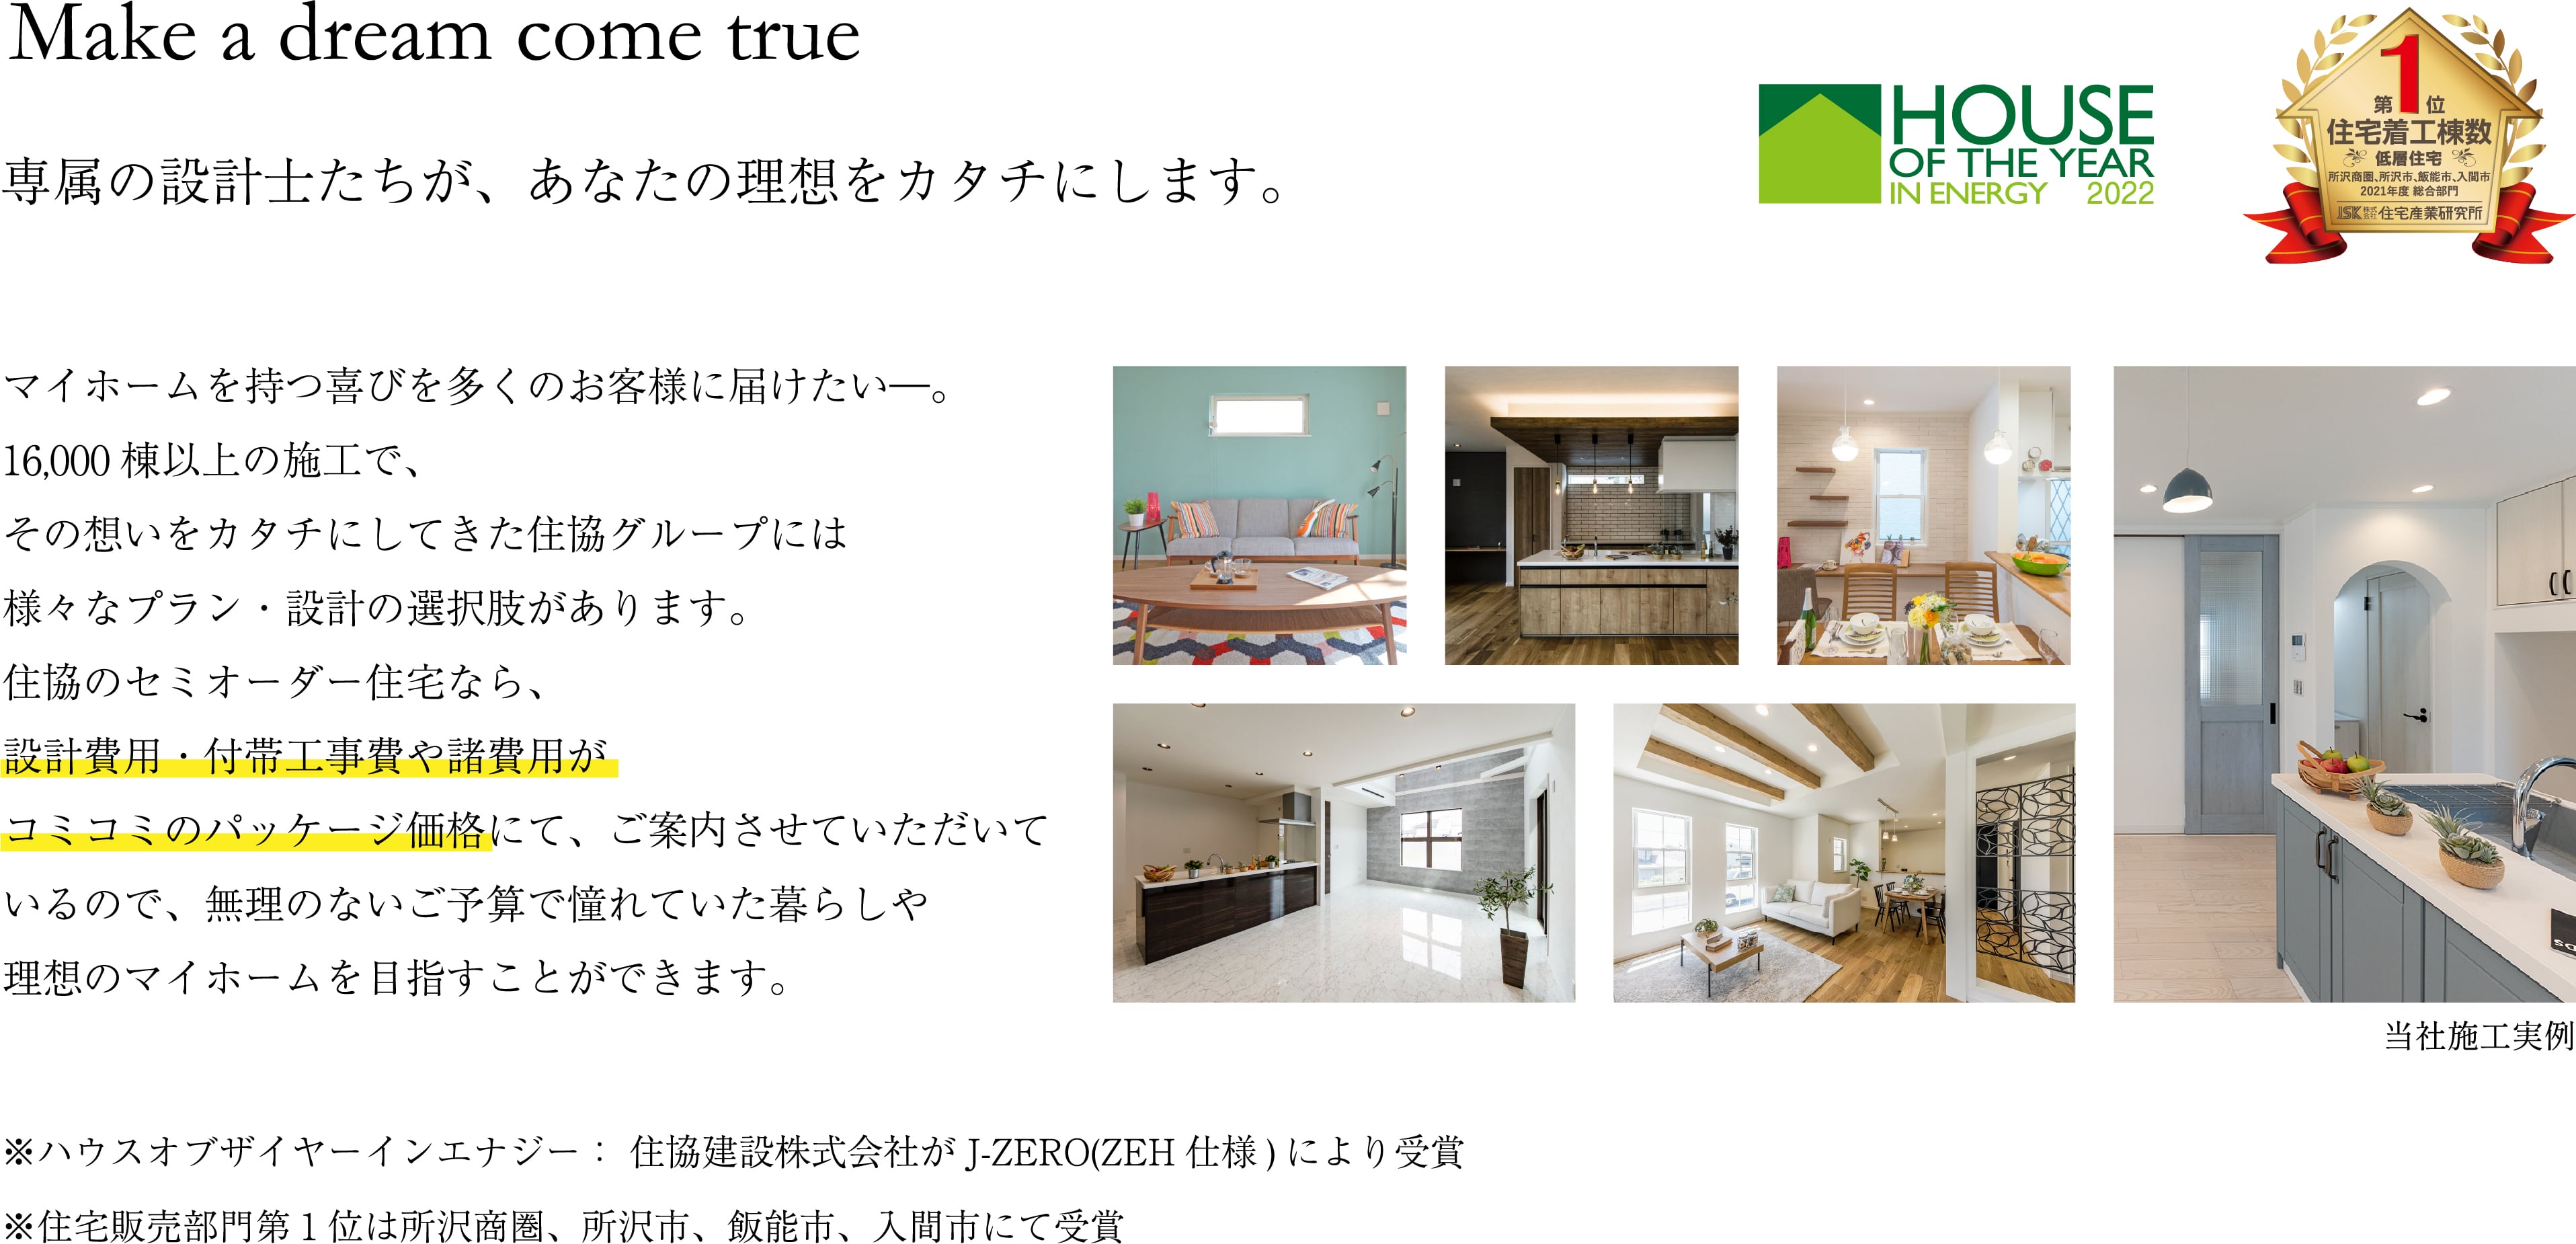 Make a dream come true
専属の設計士たちが、あなたの理想をカタチにします。
HOUSE
OF THE YEAR
IN ENERGY 2022
第1位
住宅着工棟数
低層住宅
所沢商圏、所沢市、飯能市、入間市
2021年度 総合部門
JSK 株式会社 住宅産業研究所
マイホームを持つ喜びを多くのお客様に届けたい―。
16,000 棟以上の施工で、
その想いをカタチにしてきた住協グループには
様々なプラン・設計の選択肢があります。
住協のセミオーダー住宅なら、
設計費用・付帯工事費や諸費用が
コミコミのパッケージ価格にて、ご案内させていただいて
いるので、無理のないご予算で憧れていた暮らしや
理想のマイホームを目指すことができます。
当社施工実例
※ハウスオブザイヤーインエナジー： 住協建設株式会社が J-ZERO(ZEH 仕様 ) により受賞
※住宅販売部門第 1 位は所沢商圏、所沢市、飯能市、入間市にて受賞